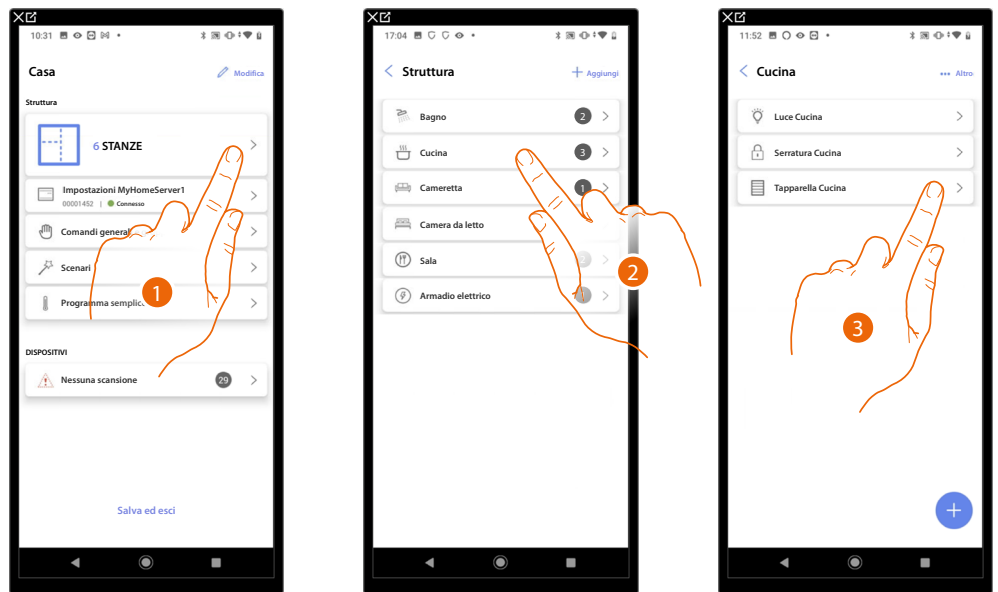 10:31
Casa
Modifica
Struttura
6 STANZE
Impostazioni MyHomeServer1
00001452 | Connesso
Comandi general
Scenari
Programma semplic
1
DISPOSITIVI
Nessuna scansione 29
Salva ed esci
17:04
Struttura
Aggiungi
Bagno 2
Cucina 3
Cameretta 1
Camera da letto
Sala 2
Armadio elettrico
2
11:52
Cucina
Altro
Luce Cucina
Serratura Cucina
Tapparella Cucina
3